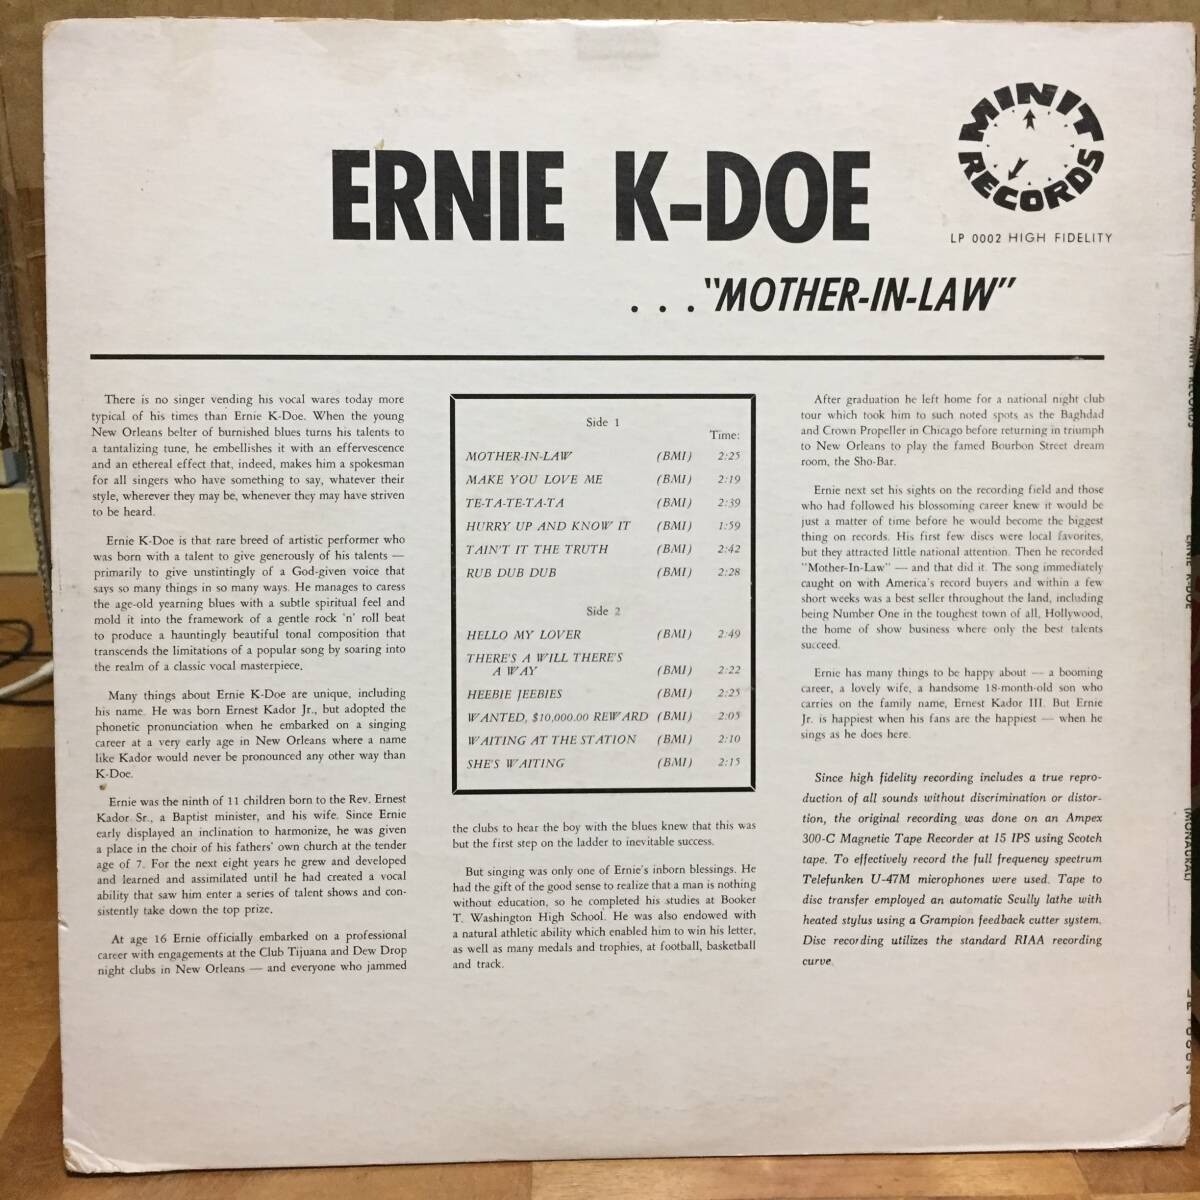 MINIT
RECORDS
LP 0002 HIGH FIDELITY
ERNIE K-DOE
. . . "MOTHER-IN-LAW"
There is no singer vending his vocal wares today more
typical of his times than Ernie K-Doe. When the young
New Orleans belter of burnished blues turns his talents to
a tantalizing tune, he embellishes it with an effervescence
and an ethereal effect that, indeed, makes him a spokesman
for all singers who have something to say, whatever their
style, wherever they may be, whenever they may have striven
to be heard.
Ernie K-Doe is that rare breed of artistic performer who
was born with a talent to give generously of his talents —
primarily to give unstintingly of a God-given voice that
says so many things in so many ways. He manages to caress
the age-old yearning blues with a subtle spiritual feel and
mold it into the framework of a gentle rock 'n' roll beat
to produce a hauntingly beautiful tonal composition that
transcends the limitations of a popular song by soaring into
the realm of a classic vocal masterpiece.
Many things about Ernie K-Doe are unique, including
his name. He was born Ernest Kador Jr., but adopted the
phonetic pronunciation when he embarked on a singing
career at a very early age in New Orleans where a name
like Kador would never be pronounced any other way than
K-Doe.
Ernie was the ninth of 11 children born to the Rev. Ernest
Kador Sr., a Baptist minister, and his wife. Since Ernie
early displayed an inclination to harmonize, he was given
a place in the choir of his fathers' own church at the tender
age of 7. For the next eight years he grew and developed
and learned and assimilated until he had created a vocal
ability that saw him enter a series of talent shows and con-
sistently take down the top prize.
At age 16 Ernie officially embarked on a professional
career with engagements at the Club Tijuana and Dew Drop
night clubs in New Orleans — and everyone who jammed
Side 1
Time:
MOTHER-IN-LAW (BMI) 2:25
MAKE YOU LOVE ME (BMI) 2:19
TE-TA-TE-TA-TA (BMI) 2:39
HURRY UP AND KNOW IT (BMI) 1:59
TAIN'T IT THE TRUTH (BMI) 2:42
RUB DUB DUB (BMI) 2:28
Side 2
HELLO MY LOVER (BMI) 2:49
THERE'S A WILL THERE'S
A WAY (BMI) 2:22
HEEBIE JEEBIES (BMI) 2:25
WANTED, $10,000.00 REWARD (BMI) 2:05
WAITING AT THE STATION (BMI) 2:10
SHE'S WAITING (BMI) 2:15
the clubs to hear the boy with the blues knew that this was
but the first step on the ladder to inevitable success.
But singing was only one of Ernie's inborn blessings. He
had the gift of the good sense to realize that a man is nothing
without education, so he completed his studies at Booker
T. Washington High School. He was also endowed with
a natural athletic ability which enabled him to win his letter,
as well as many medals and trophies, at football, basketball
and track.
After graduation he left home for a national night club
tour which took him to such noted spots as the Baghdad
and Crown Propeller in Chicago before returning in triumph
to New Orleans to play the famed Bourbon Street dream
room, the Sho-Bar.
Ernie next set his sights on the recording field and those
who had followed his blossoming career knew it would be
just a matter of time before he would become the biggest
thing on records. His first few discs were local favorites,
but they attracted little national attention. Then he recorded
"Mother-In-Law" — and that did it. The song immediately
caught on with America's record buyers and within a few
short weeks was a best seller throughout the land, including
being Number One in the toughest town of all, Hollywood,
the home of show business where only the best talents
succeed.
Ernie has many things to be happy about — a booming
career, a lovely wife, a handsome 18-month-old son who
carries on the family name, Ernest Kador III. But Ernie
Jr. is happiest when his fans are the happiest — when he
sings as he does here.
Since high fidelity recording includes a true repro-
duction of all sounds without discrimination or distor-
tion, the original recording was done on an Ampex
300-C Magnetic Tape Recorder at 15 IPS using Scotch
tape. To effectively record the full frequency spectrum
Telefunken U-47M microphones were used. Tape to
disc transfer employed an automatic Scully lathe with
heated stylus using a Grampion feedback cutter system.
Disc recording utilizes the standard RIAA recording
curve.
MINIT RECORDS
ERNIE K-DOE
(MONAURAL)